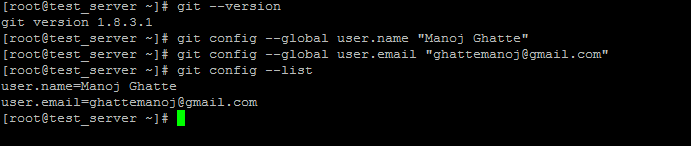 [root@test_server ~]# git --version
git version 1.8.3.1
[root@test_server ~]# git config --global user.name "Manoj Ghatte"
[root@test_server ~]# git config --global user.email "ghattemanoj@gmail.com"
[root@test_server ~]# git config --list
user.name=Manoj Ghatte
user.email=ghattemanoj@gmail.com
[root@test_server ~]#